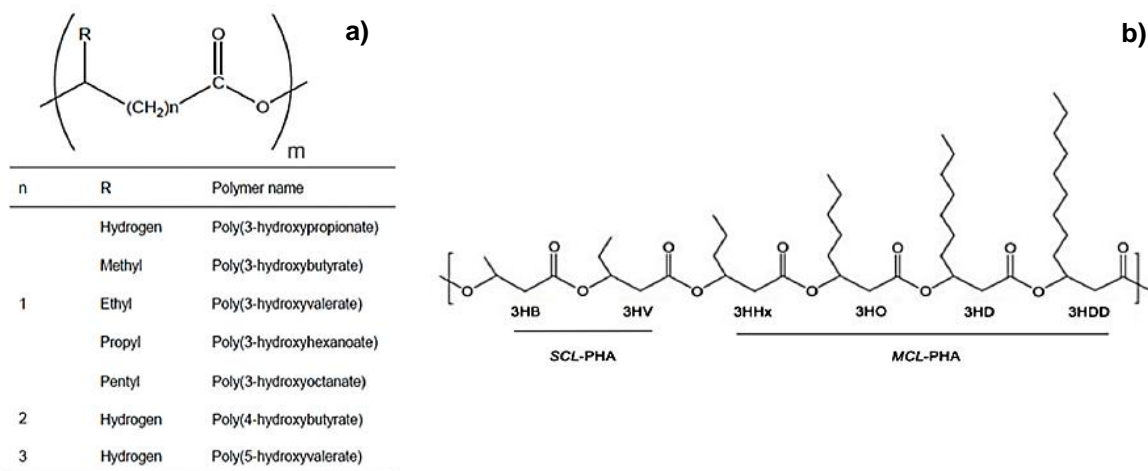 a)
R
O
(CH₂)n
C
O
m
n R Polymer name
Hydrogen Poly(3-hydroxypropionate)
Methyl Poly(3-hydroxybutyrate)
1 Ethyl Poly(3-hydroxyvalerate)
Propyl Poly(3-hydroxyhexanoate)
Pentyl Poly(3-hydroxyoctanate)
2 Hydrogen Poly(4-hydroxybutyrate)
3 Hydrogen Poly(5-hydroxyvalerate)
b)
O O O O O O
O O O O O O
3HB 3HV 3HHx 3HO 3HD 3HDD
SCL-PHA MCL-PHA